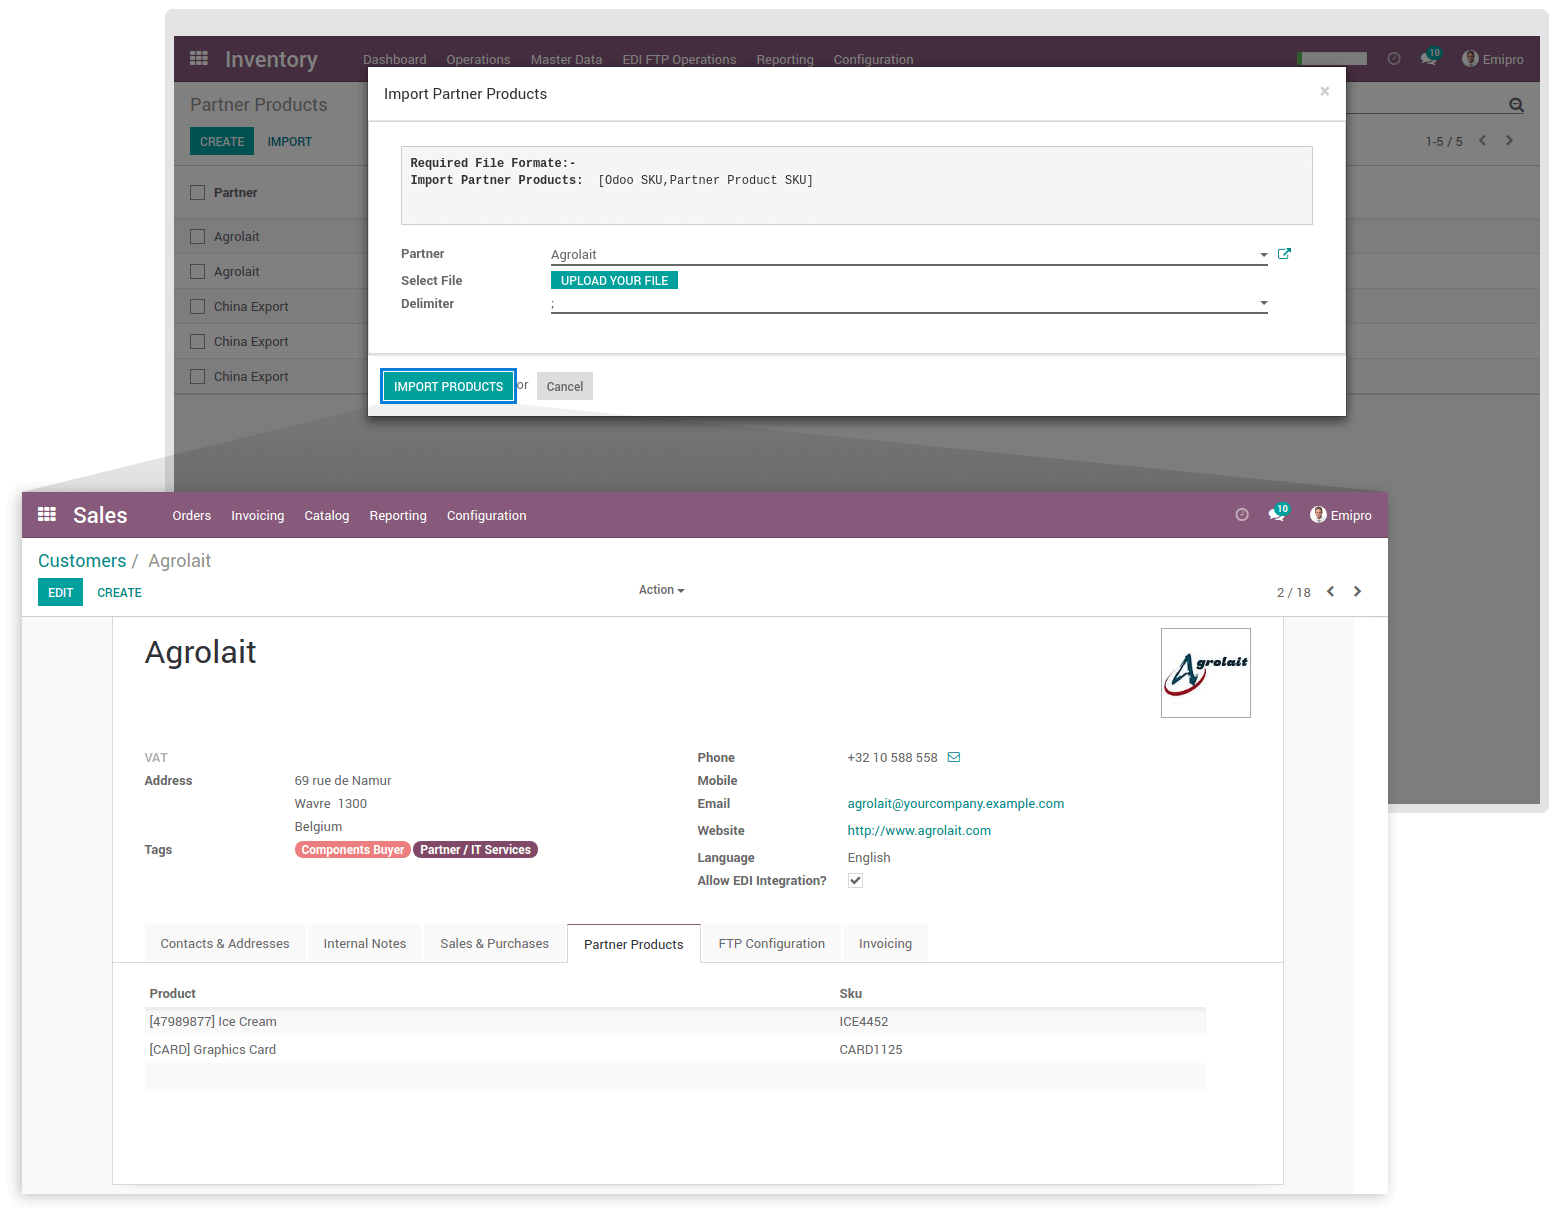 Inventory Dashboard Operations Master Data EDI FTP Operations Reporting Configuration 10 Emipro
Partner Products
CREATE IMPORT 1-5 / 5
Partner
Agrolait
Agrolait
China Export
China Export
China Export
Import Partner Products ×
Required File Formate:-
Import Partner Products: [Odoo SKU,Partner Product SKU]
Partner Agrolait
Select File UPLOAD YOUR FILE
Delimiter ;
IMPORT PRODUCTS or Cancel
Sales Orders Invoicing Catalog Reporting Configuration 10 Emipro
Customers / Agrolait
EDIT CREATE Action 2 / 18
Agrolait
Agrolait
VAT
Address 69 rue de Namur
Wavre 1300
Belgium
Tags Components Buyer Partner / IT Services
Phone +32 10 588 558
Mobile
Email agrolait@yourcompany.example.com
Website http://www.agrolait.com
Language English
Allow EDI Integration?
Contacts & Addresses Internal Notes Sales & Purchases Partner Products FTP Configuration Invoicing
Product Sku
[47989877] Ice Cream ICE4452
[CARD] Graphics Card CARD1125